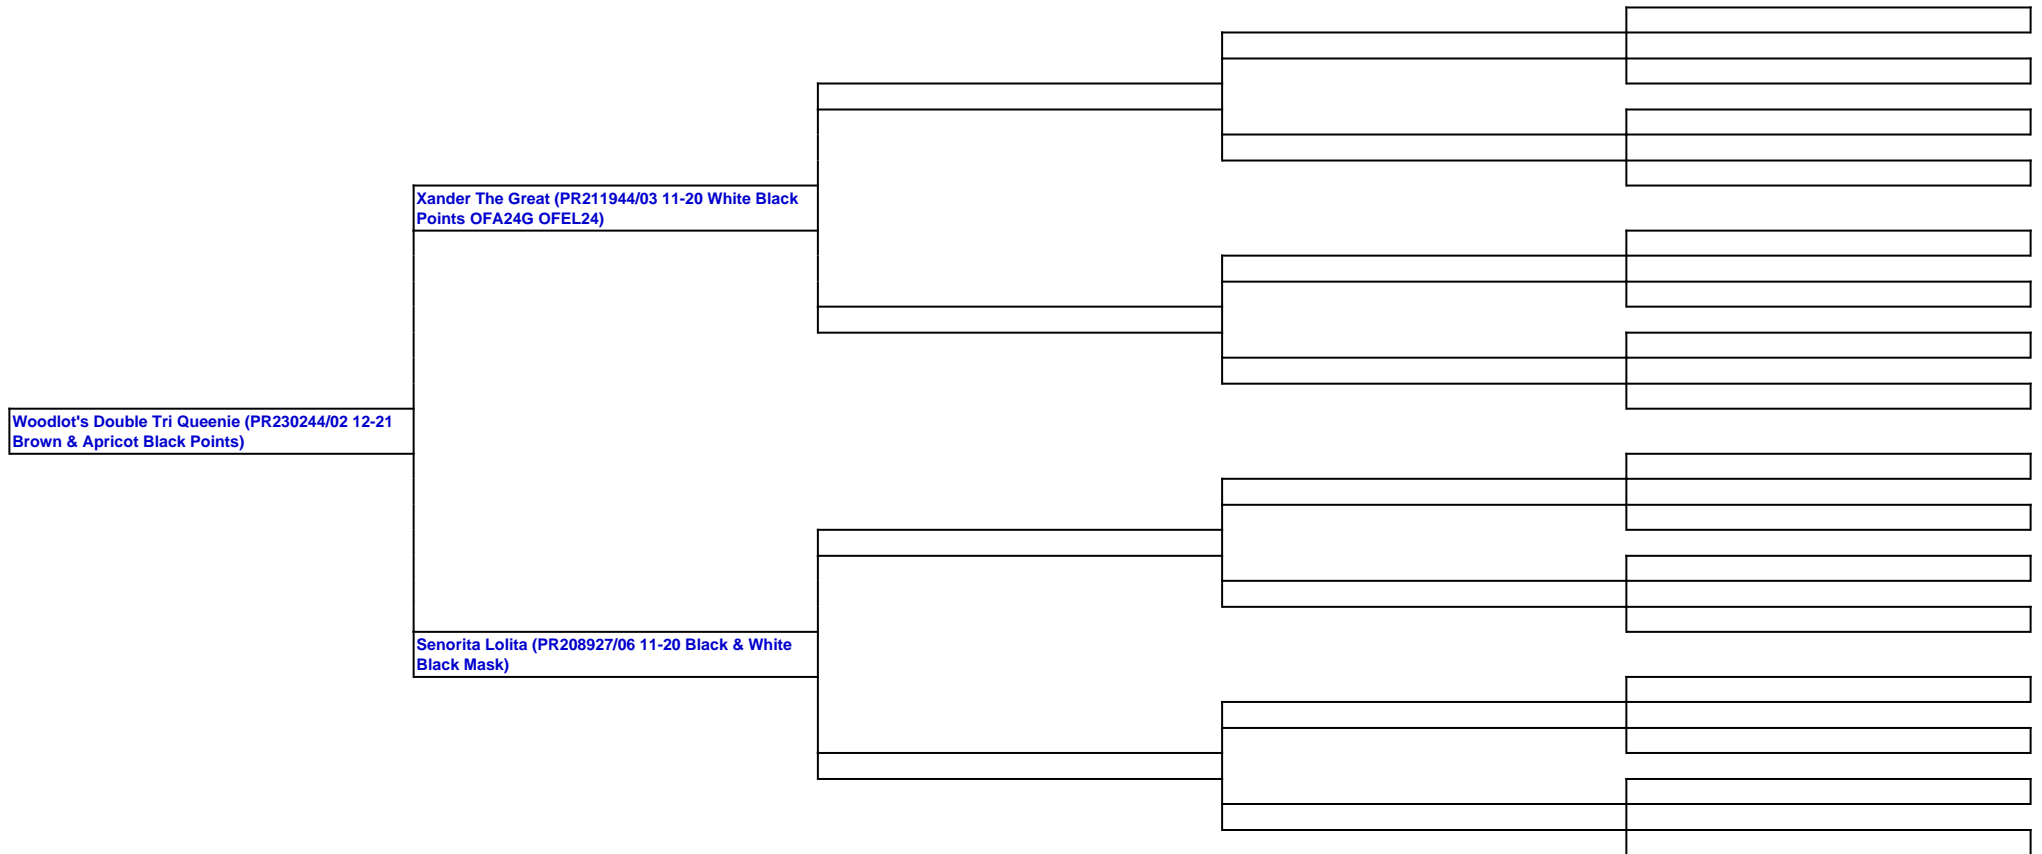 Xander The Great (PR211944/03 11-20 White Black
Points OFA24G OFEL24)
Woodlot's Double Tri Queenie (PR230244/02 12-21
Brown & Apricot Black Points)
Senorita Lolita (PR208927/06 11-20 Black & White
Black Mask)